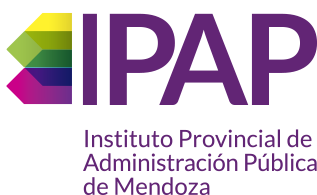 IPAP
Instituto Provincial de
Administración Pública
de Mendoza